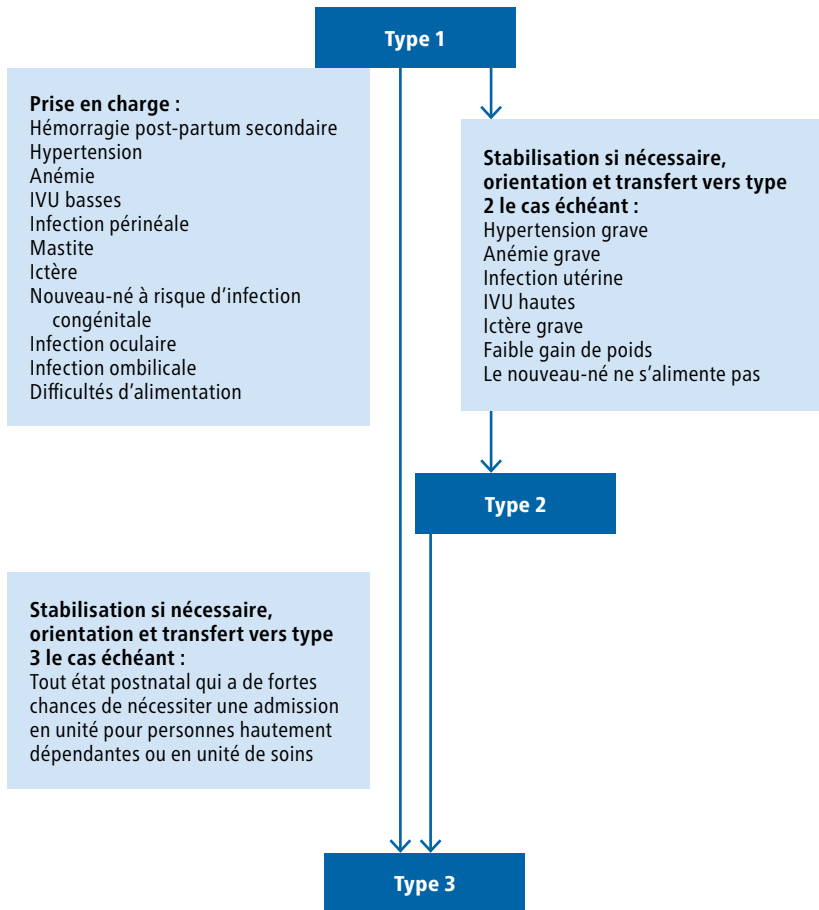 Type 1
Prise en charge :
Hémorragie post-partum secondaire
Hypertension
Anémie
IVU basses
Infection périnéale
Mastite
Ictère
Nouveau-né à risque d’infection
congénitale
Infection oculaire
Infection ombilicale
Difficultés d’alimentation
Stabilisation si nécessaire,
orientation et transfert vers type
2 le cas échéant :
Hypertension grave
Anémie grave
Infection utérine
IVU hautes
Ictère grave
Faible gain de poids
Le nouveau-né ne s’alimente pas
Type 2
Stabilisation si nécessaire,
orientation et transfert vers type
3 le cas échéant :
Tout état postnatal qui a de fortes
chances de nécessiter une admission
en unité pour personnes hautement
dépendantes ou en unité de soins
Type 3